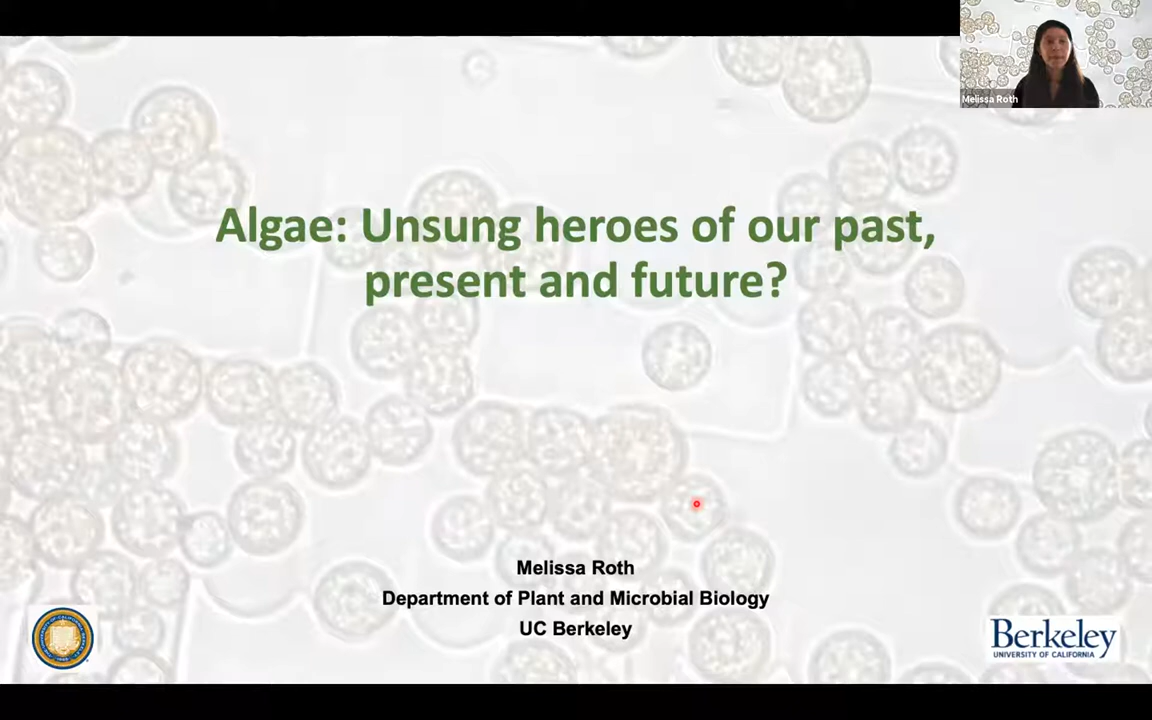 Melissa Roth
Algae: Unsung heroes of our past,
present and future?
Melissa Roth
Department of Plant and Microbial Biology
UC Berkeley
Berkeley
UNIVERSITY OF CALIFORNIA